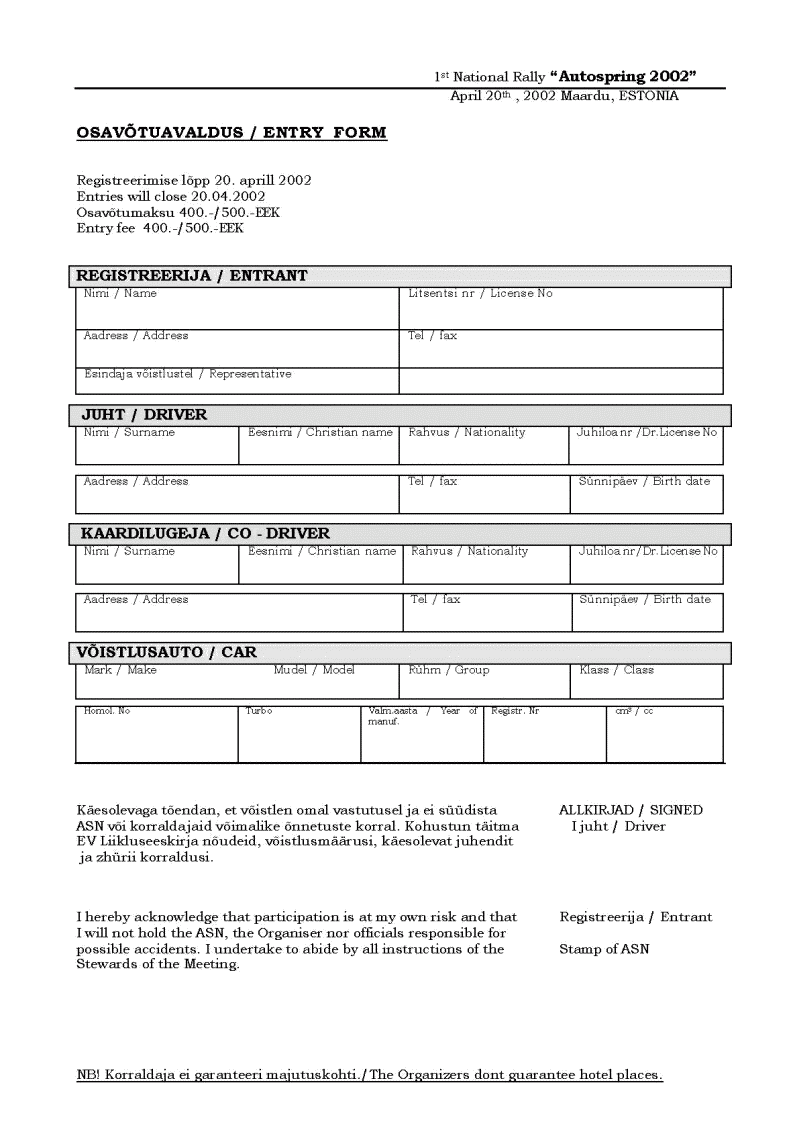 1st National Rally “Autospring 2002”
April 20th , 2002 Maardu, ESTONIA
OSAVÕTUAVALDUS / ENTRY FORM
Registreerimise lõpp 20. aprill 2002
Entries will close 20.04.2002
Osavõtumaksu 400.-/500.-EEK
Entry fee 400.-/500.-EEK
REGISTREERIJA / ENTRANT
Nimi / Name Litsentsi nr / License No
Aadress / Address Tel / fax
Esindaja võistlustel / Representative
JUHT / DRIVER
Nimi / Surname Eesnimi / Christian name Rahvus / Nationality Juhiloa nr /Dr.License No
Aadress / Address Tel / fax Sünnipäev / Birth date
KAARDILUGEJA / CO - DRIVER
Nimi / Surname Eesnimi / Christian name Rahvus / Nationality Juhiloa nr/Dr.License No
Aadress / Address Tel / fax Sünnipäev / Birth date
VÕISTLUSAUTO / CAR
Mark / Make Mudel / Model Rühm / Group Klass / Class
Homol. No Turbo Valm.aasta / Year of Registr. Nr cm³ / cc
manuf.
Käesolevaga tõendan, et võistlen omal vastutusel ja ei süüdista ALLKIRJAD / SIGNED
ASN või korraldajaid võimalike õnnetuste korral. Kohustun täitma I juht / Driver
EV Liikluseeskirja nõudeid, võistlusmäärusi, käesolevat juhendit
ja zhürii korraldusi.
I hereby acknowledge that participation is at my own risk and that Registreerija / Entrant
I will not hold the ASN, the Organiser nor officials responsible for
possible accidents. I undertake to abide by all instructions of the Stamp of ASN
Stewards of the Meeting.
NB! Korraldaja ei garanteeri majutuskohti./ The Organizers dont guarantee hotel places.